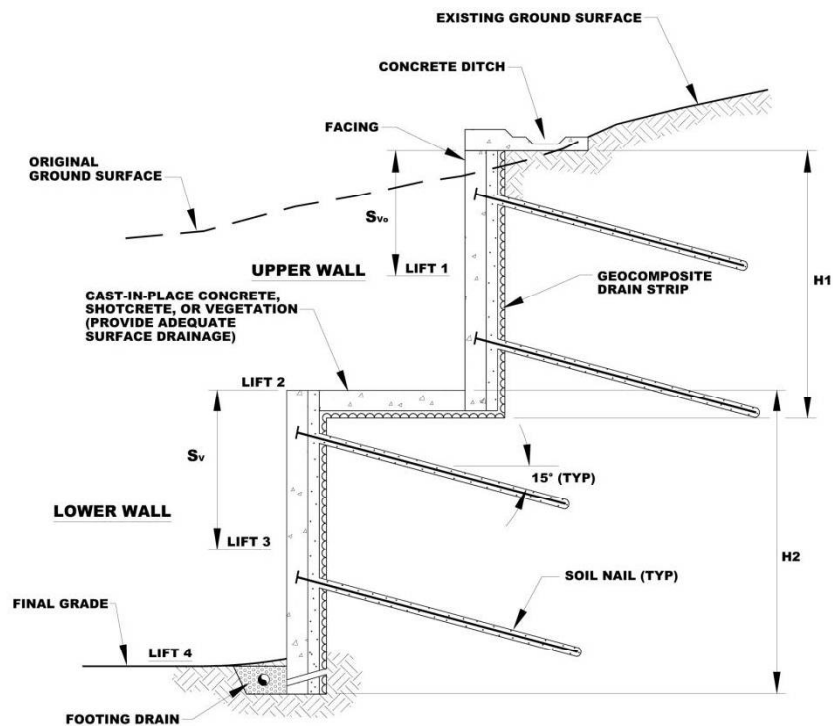 EXISTING GROUND SURFACE
CONCRETE DITCH
FACING
ORIGINAL
GROUND SURFACE
SVo
UPPER WALL
LIFT 1
GEOCOMPOSITE
DRAIN STRIP
H1
CAST-IN-PLACE CONCRETE,
SHOTCRETE, OR VEGETATION
(PROVIDE ADEQUATE
SURFACE DRAINAGE)
LIFT 2
SV
15° (TYP)
LOWER WALL
LIFT 3
H2
SOIL NAIL (TYP)
FINAL GRADE
LIFT 4
FOOTING DRAIN